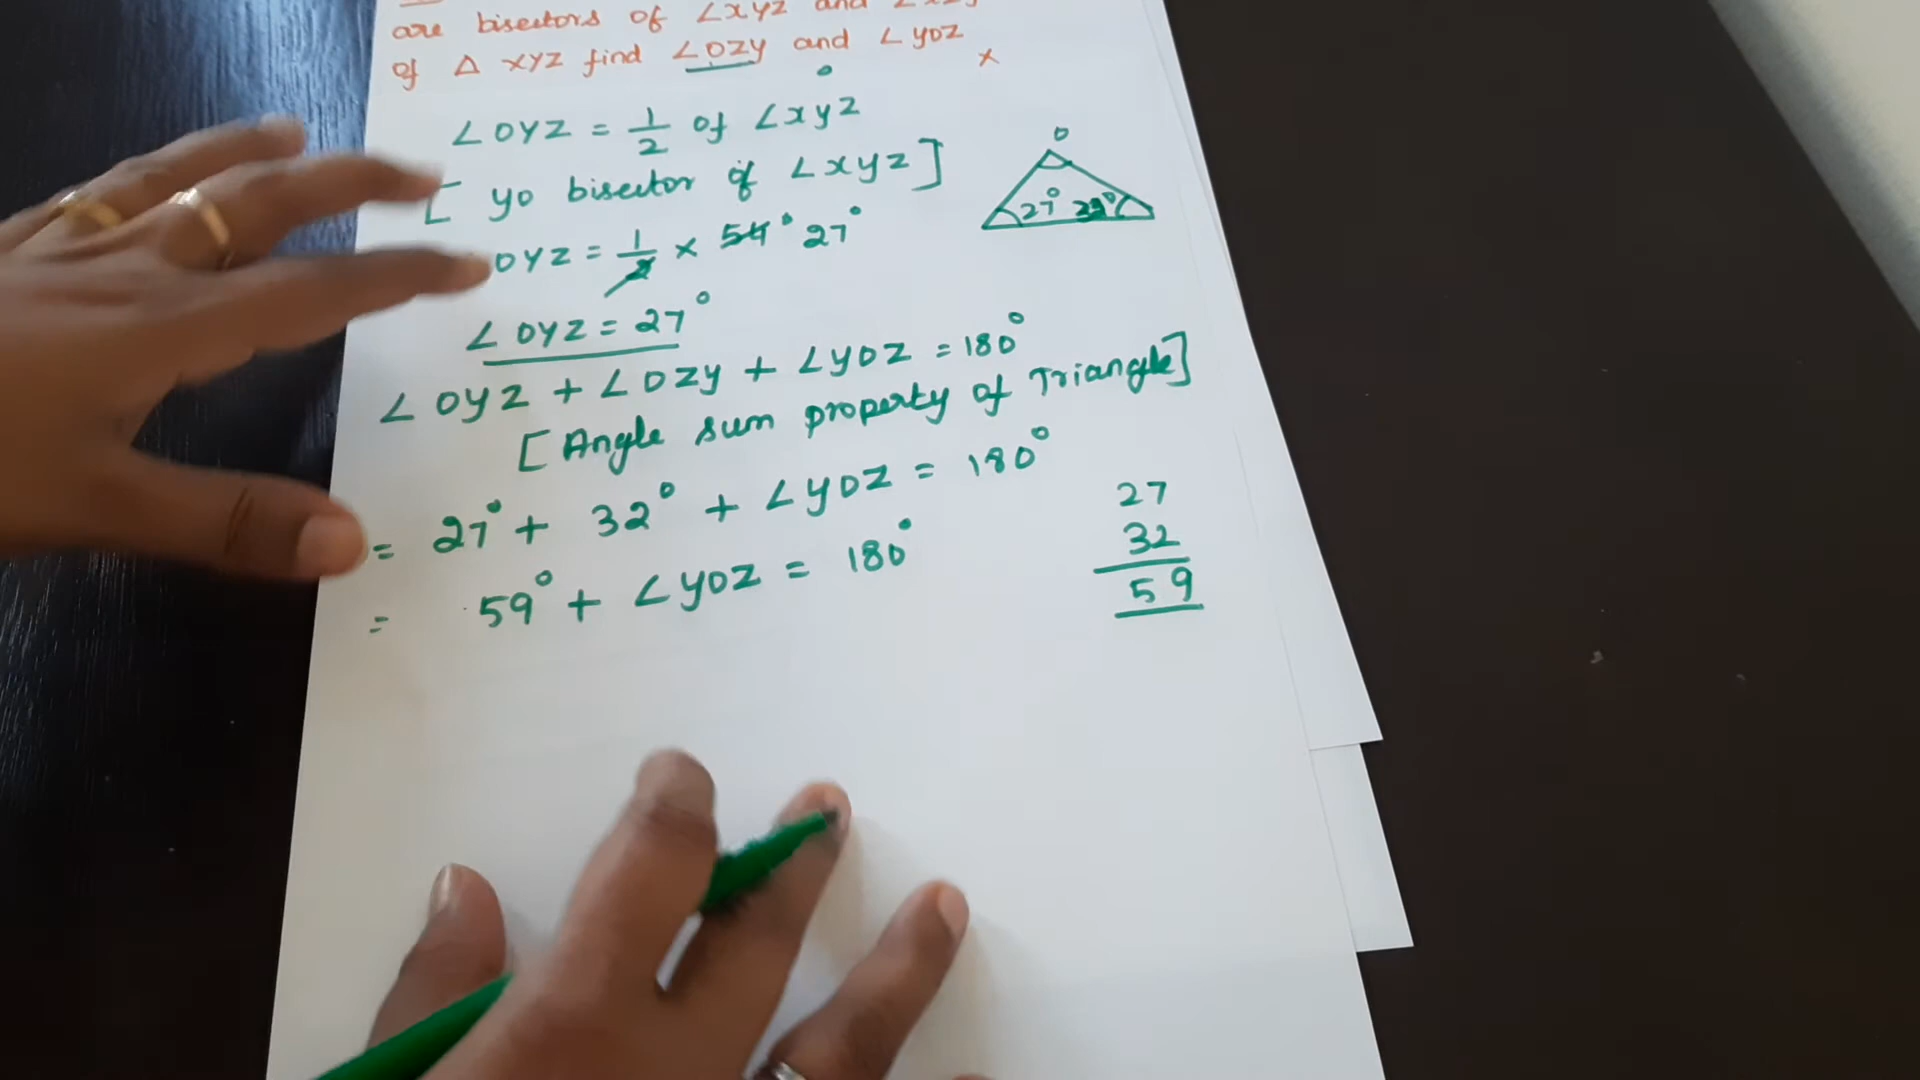 are bisectors of ∠XYZ and
of Δ XYZ find ∠OZY and ∠YOZ
X
∠OYZ = 1/2 of ∠XYZ
[ YO bisector of ∠XYZ]
O
27° 32°
OYZ = 1/2 × 54° 27°
∠OYZ = 27°
∠OYZ + ∠OZY + ∠YOZ = 180°
[Angle sum property of Triangle]
= 27° + 32° + ∠YOZ = 180°
= 59° + ∠YOZ = 180°
27
32
59